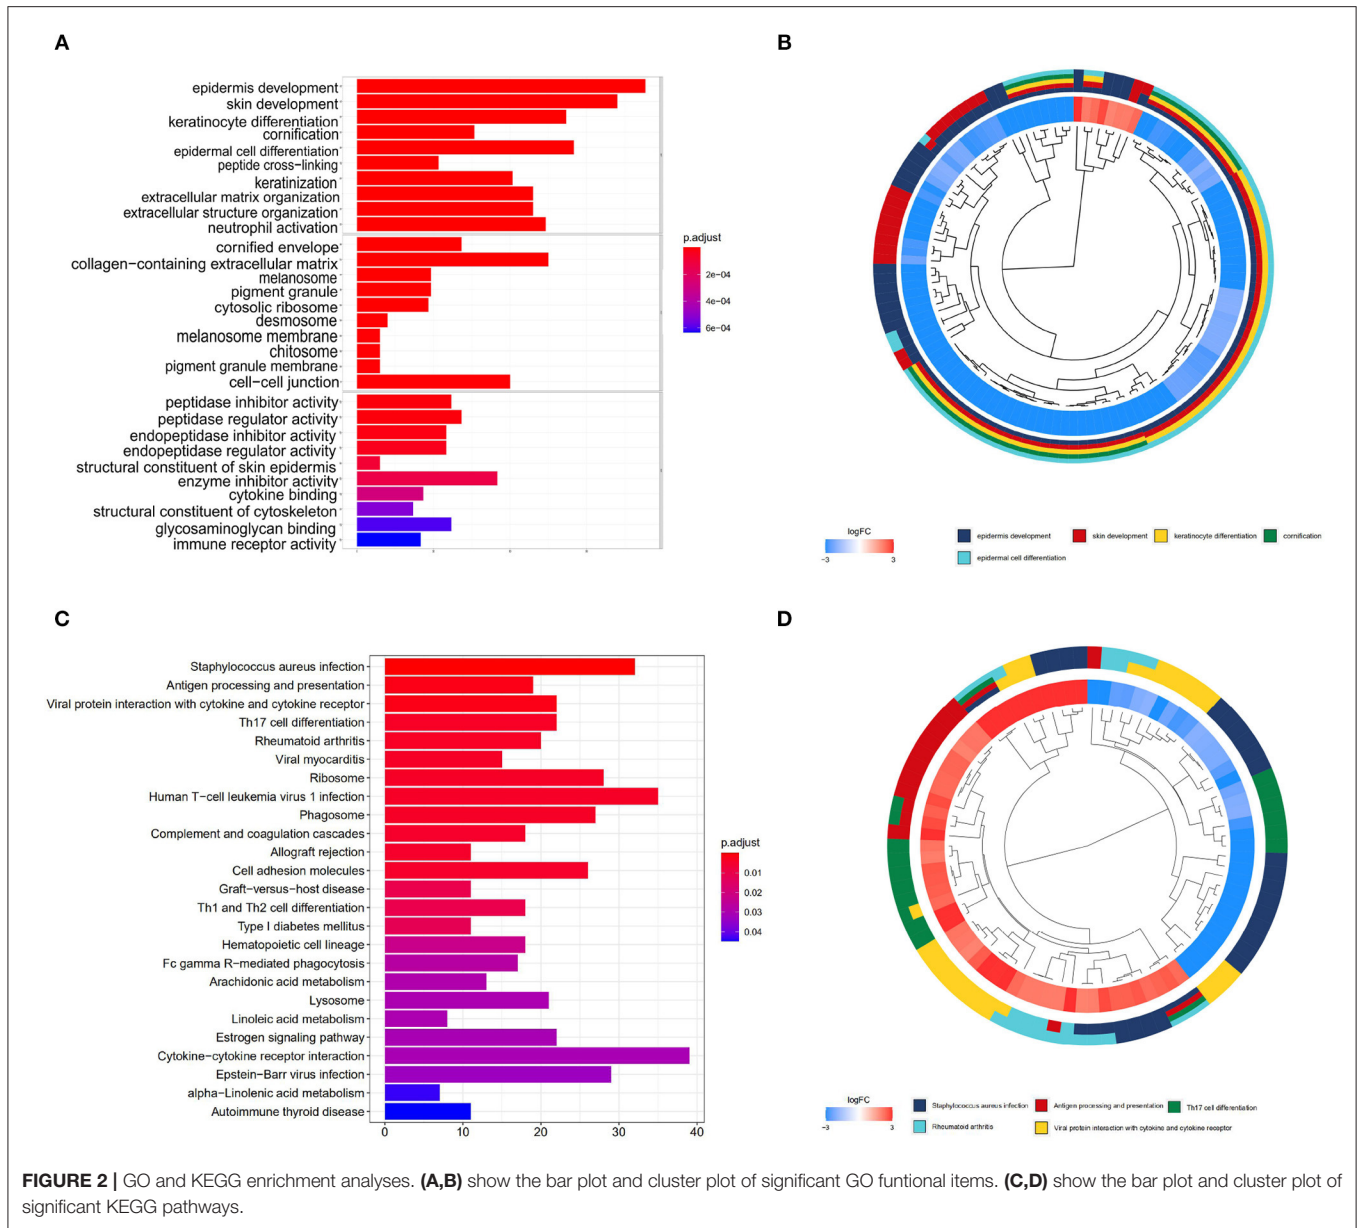 A
epidermis development
skin development
keratinocyte differentiation
cornification
epidermal cell differentiation
peptide cross−linking
keratinization
extracellular matrix organization
extracellular structure organization
neutrophil activation
cornified envelope
collagen−containing extracellular matrix
melanosome
pigment granule
cytosolic ribosome
desmosome
melanosome membrane
chitosome
pigment granule membrane
cell−cell junction
peptidase inhibitor activity
peptidase regulator activity
endopeptidase inhibitor activity
endopeptidase regulator activity
structural constituent of skin epidermis
enzyme inhibitor activity
cytokine binding
structural constituent of cytoskeleton
glycosaminoglycan binding
immune receptor activity
p.adjust
2e−04
4e−04
6e−04
B
logFC
−3 3
epidermis development
skin development
keratinocyte differentiation
cornification
epidermal cell differentiation
C
Staphylococcus aureus infection
Antigen processing and presentation
Viral protein interaction with cytokine and cytokine receptor
Th17 cell differentiation
Rheumatoid arthritis
Viral myocarditis
Ribosome
Human T−cell leukemia virus 1 infection
Phagosome
Complement and coagulation cascades
Allograft rejection
Cell adhesion molecules
Graft−versus−host disease
Th1 and Th2 cell differentiation
Type I diabetes mellitus
Hematopoietic cell lineage
Fc gamma R−mediated phagocytosis
Arachidonic acid metabolism
Lysosome
Linoleic acid metabolism
Estrogen signaling pathway
Cytokine−cytokine receptor interaction
Epstein−Barr virus infection
alpha−Linolenic acid metabolism
Autoimmune thyroid disease
0 10 20 30 40
p.adjust
0.01
0.02
0.03
0.04
D
logFC
−3 3
Staphylococcus aureus infection
Antigen processing and presentation
Th17 cell differentiation
Rheumatoid arthritis
Viral protein interaction with cytokine and cytokine receptor
FIGURE 2 | GO and KEGG enrichment analyses. (A,B) show the bar plot and cluster plot of significant GO funtional items. (C,D) show the bar plot and cluster plot of
significant KEGG pathways.